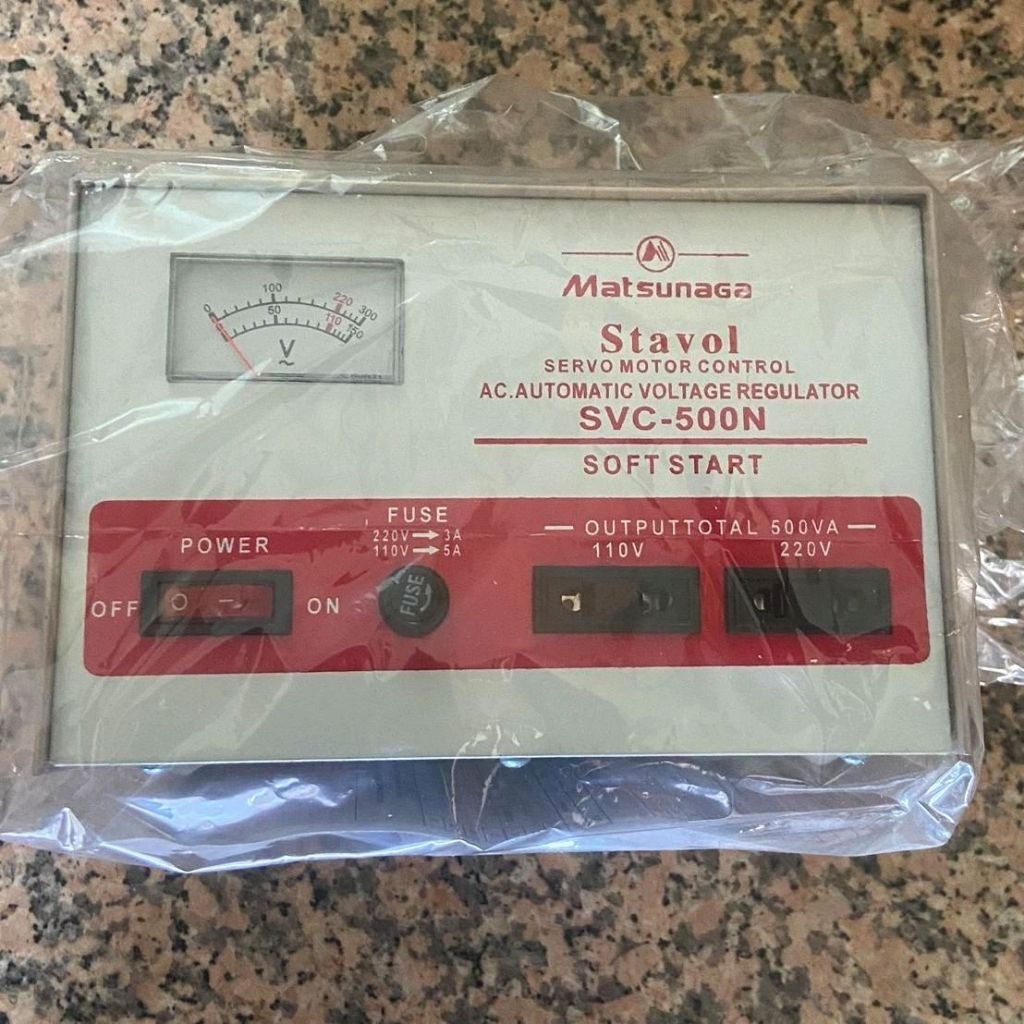 Matsunaga
Stavol
SERVO MOTOR CONTROL
AC.AUTOMATIC VOLTAGE REGULATOR
SVC-500N
SOFT START
0 100 220 300
0 50 110 150
V
~
POWER
OFF
O —
ON
FUSE
220V → 3A
110V → 5A
FUSE
— OUTPUTTOTAL 500VA —
110V 220V